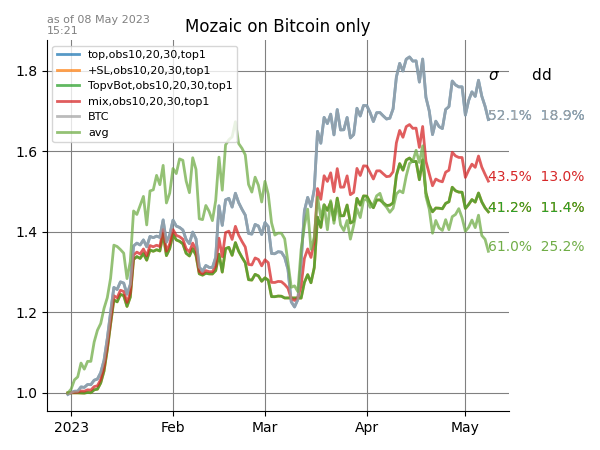 as of 08 May 2023
15:21
Mozaic on Bitcoin only
top,obs10,20,30,top1
+SL,obs10,20,30,top1
TopvBot,obs10,20,30,top1
mix,obs10,20,30,top1
BTC
avg
σ dd
52.1% 18.9%
43.5% 13.0%
41.2% 11.4%
61.0% 25.2%
1.8
1.6
1.4
1.2
1.0
2023 Feb Mar Apr May